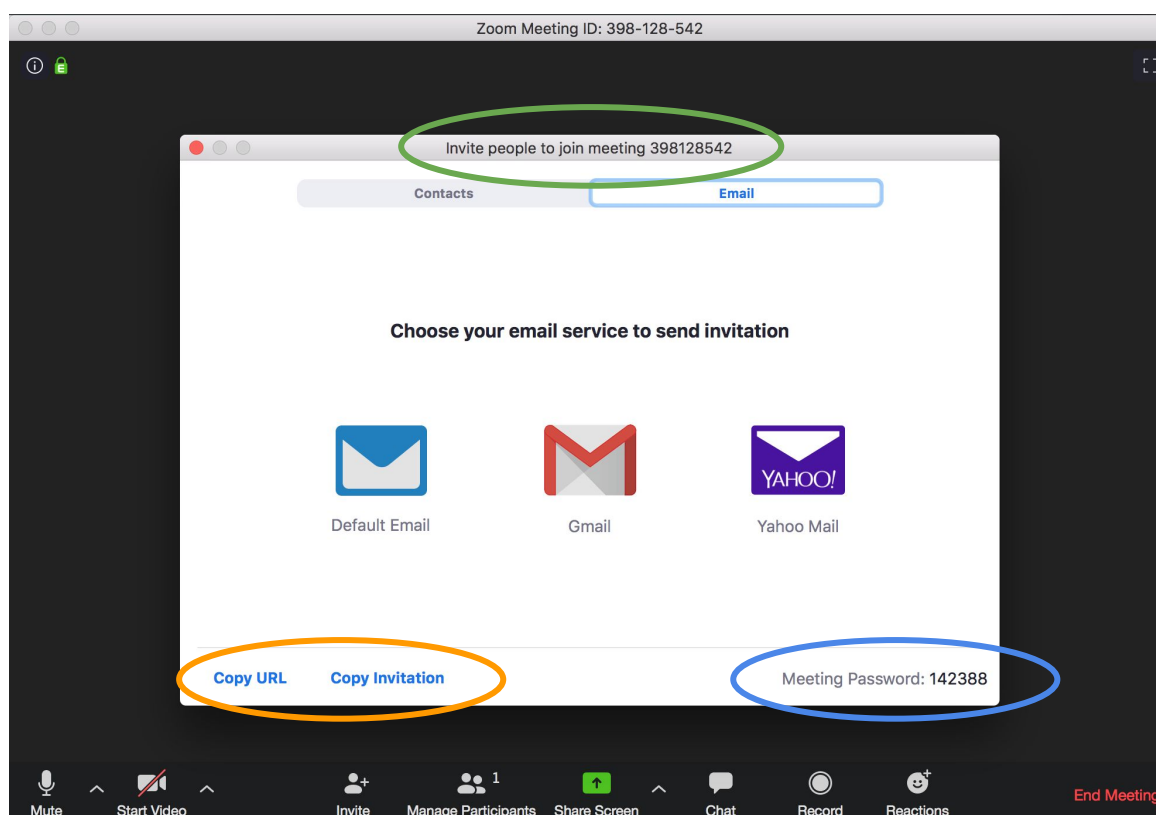 Zoom Meeting ID: 398-128-542
E
Invite people to join meeting 398128542
Contacts Email
Choose your email service to send invitation
YAHOO!
Default Email Gmail Yahoo Mail
Copy URL Copy Invitation Meeting Password: 142388
1
Mute Start Video Invite Manage Participants Share Screen Chat Record Reactions End Meeting